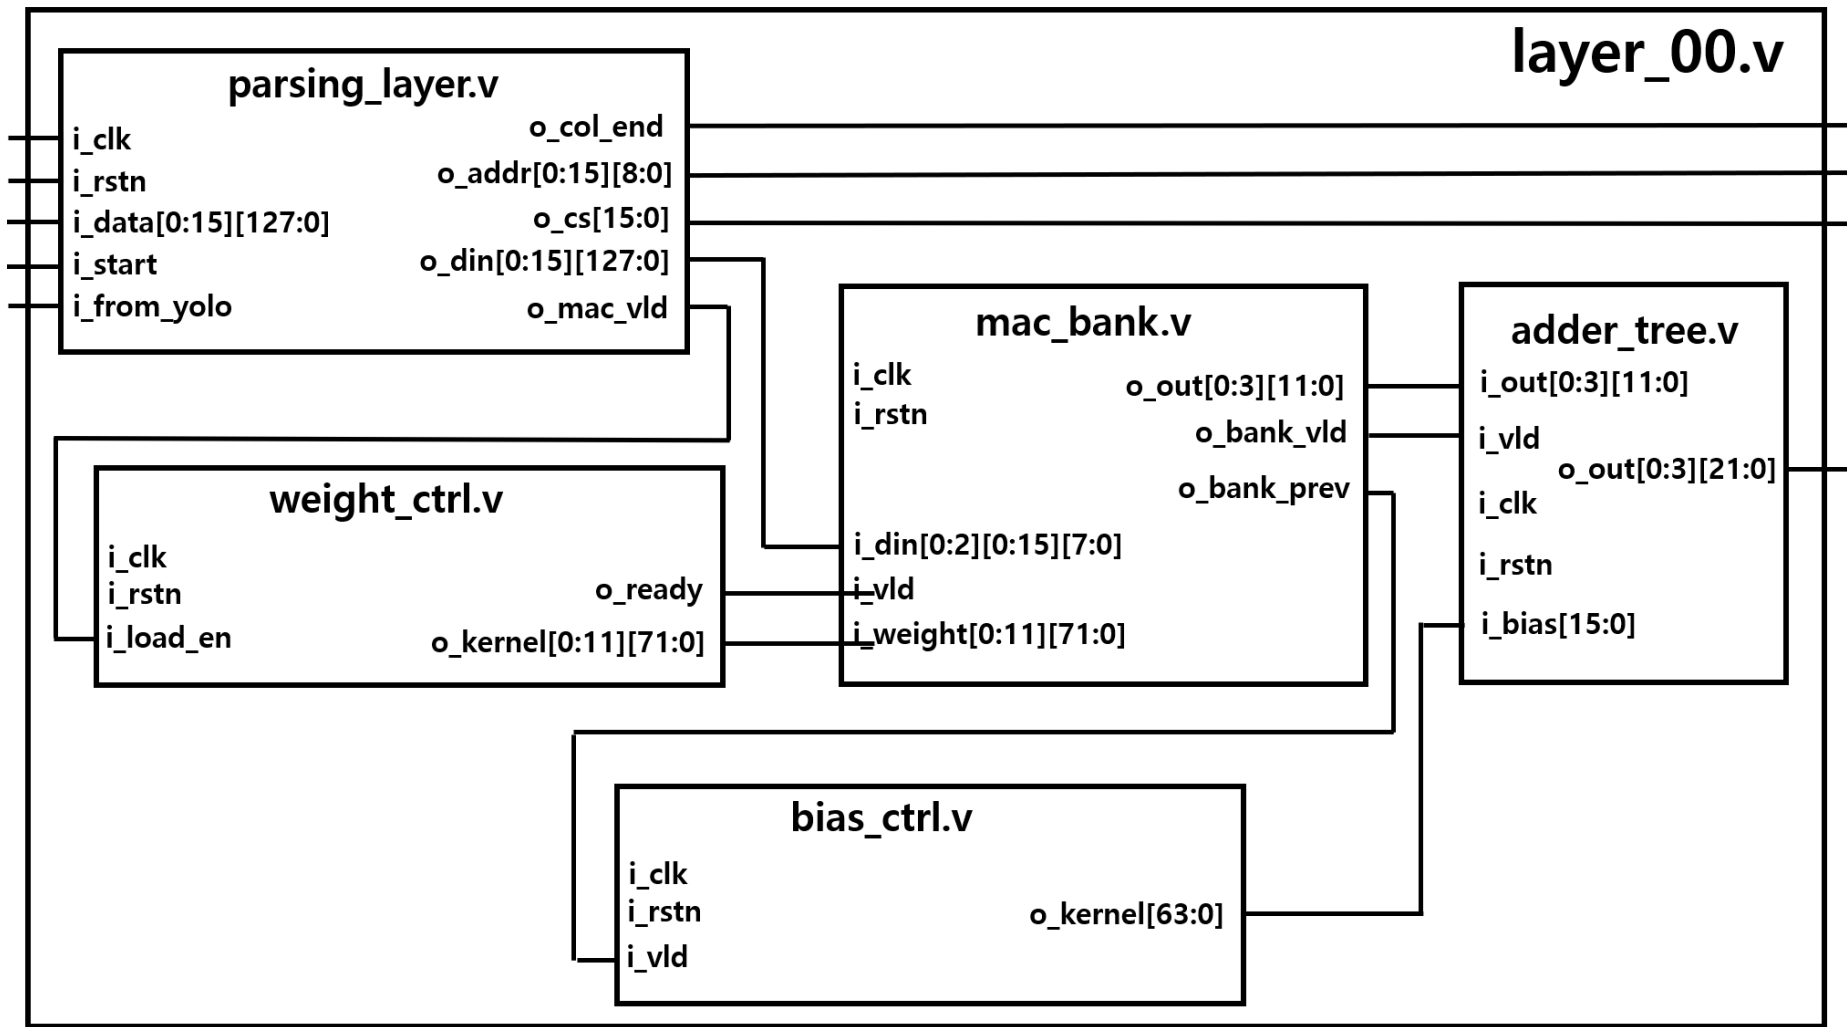 layer_00.v
parsing_layer.v
i_clk
i_rstn
i_data[0:15][127:0]
i_start
i_from_yolo
o_col_end
o_addr[0:15][8:0]
o_cs[15:0]
o_din[0:15][127:0]
o_mac_vld
weight_ctrl.v
i_clk
i_rstn
i_load_en
o_ready
o_kernel[0:11][71:0]
mac_bank.v
i_clk
i_rstn
i_din[0:2][0:15][7:0]
i_vld
i_weight[0:11][71:0]
o_out[0:3][11:0]
o_bank_vld
o_bank_prev
adder_tree.v
i_out[0:3][11:0]
i_vld
o_out[0:3][21:0]
i_clk
i_rstn
i_bias[15:0]
bias_ctrl.v
i_clk
i_rstn
i_vld
o_kernel[63:0]